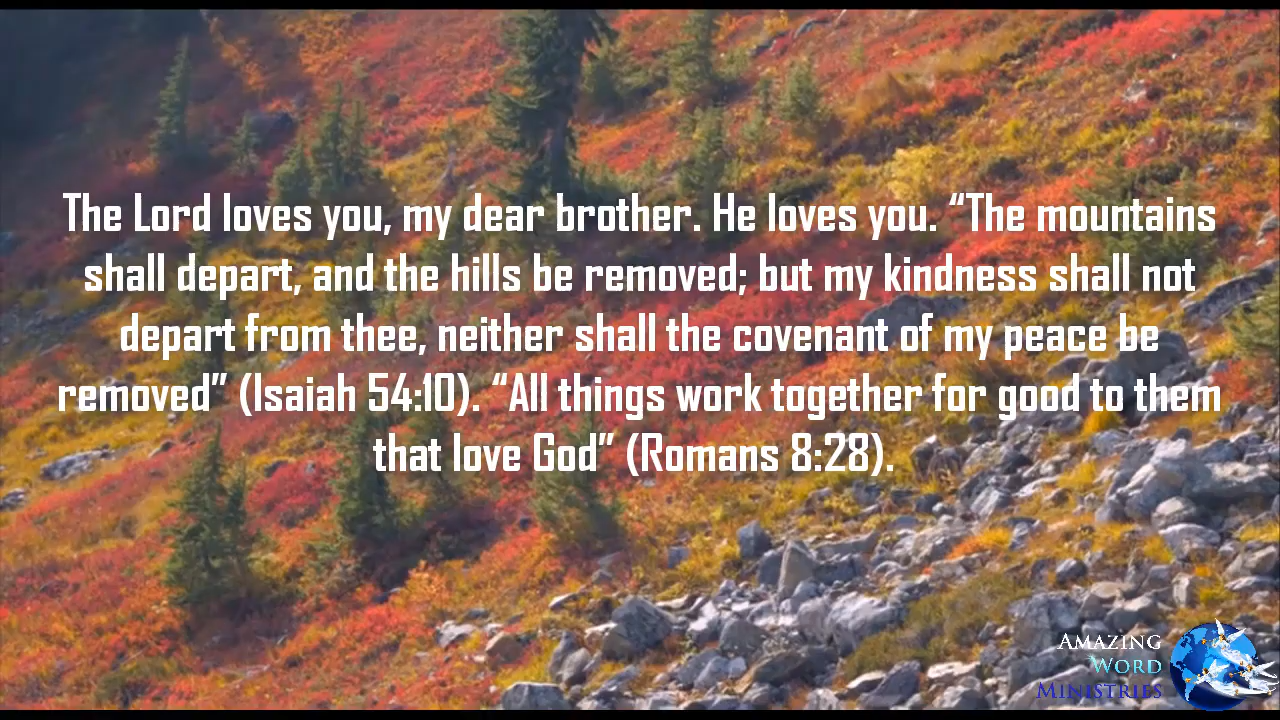 The Lord loves you, my dear brother. He loves you. “The mountains
shall depart, and the hills be removed; but my kindness shall not
depart from thee, neither shall the covenant of my peace be
removed” (Isaiah 54:10). “All things work together for good to them
that love God” (Romans 8:28).
Amazing
Word
Ministries